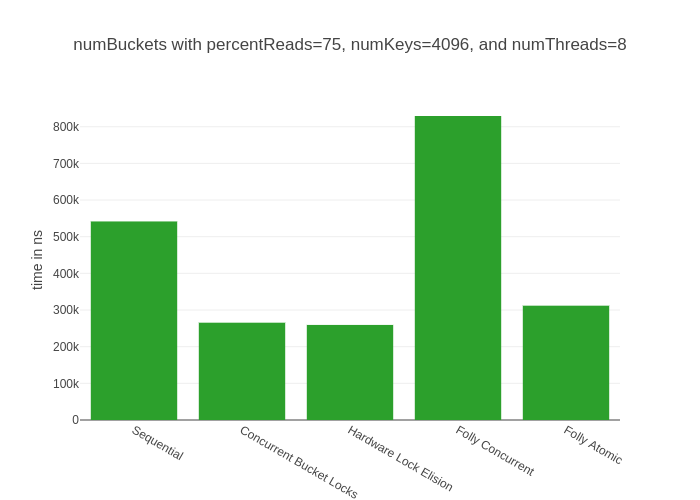 numBuckets with percentReads=75, numKeys=4096, and numThreads=8
time in ns
800k
700k
600k
500k
400k
300k
200k
100k
0
Sequential
Concurrent Bucket Locks
Hardware Lock Elision
Folly Concurrent
Folly Atomic